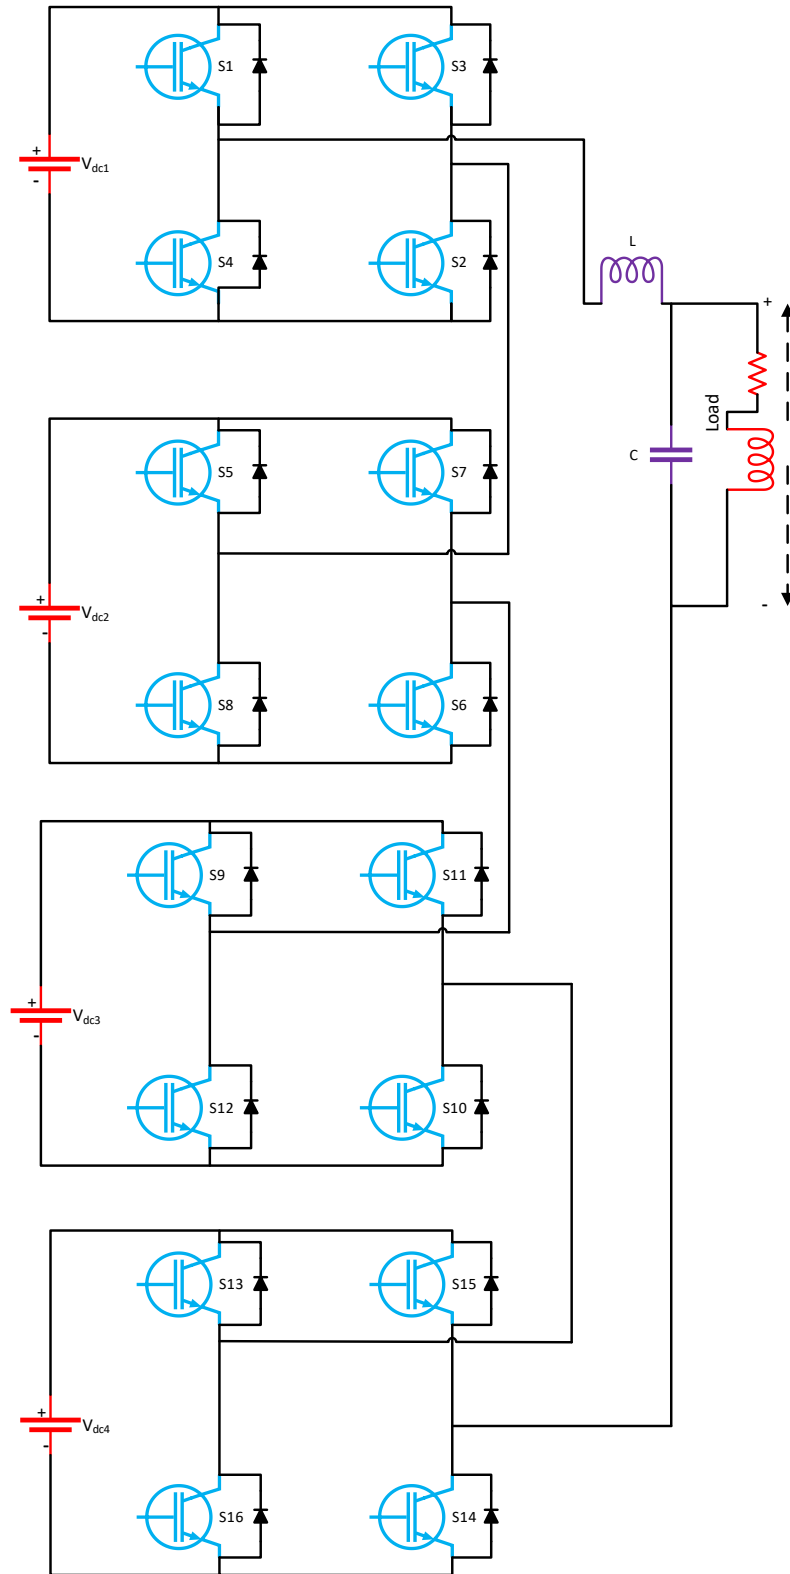 S1
S3
+
Vdc1
-
S4
S2
L
+
S5
S7
Load
C
+
Vdc2
-
-
S8
S6
S9
S11
+
Vdc3
-
S12
S10
S13
S15
+
Vdc4
-
S16
S14